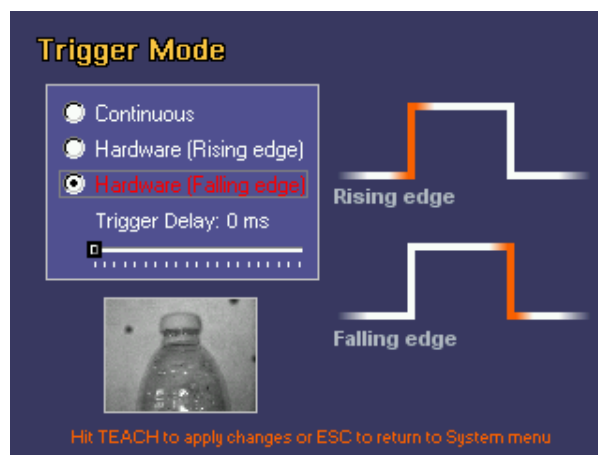 Trigger Mode
Continuous
Hardware (Rising edge)
Hardware (Falling edge)
Trigger Delay: 0 ms
Rising edge
Falling edge
Hit TEACH to apply changes or ESC to return to System menu